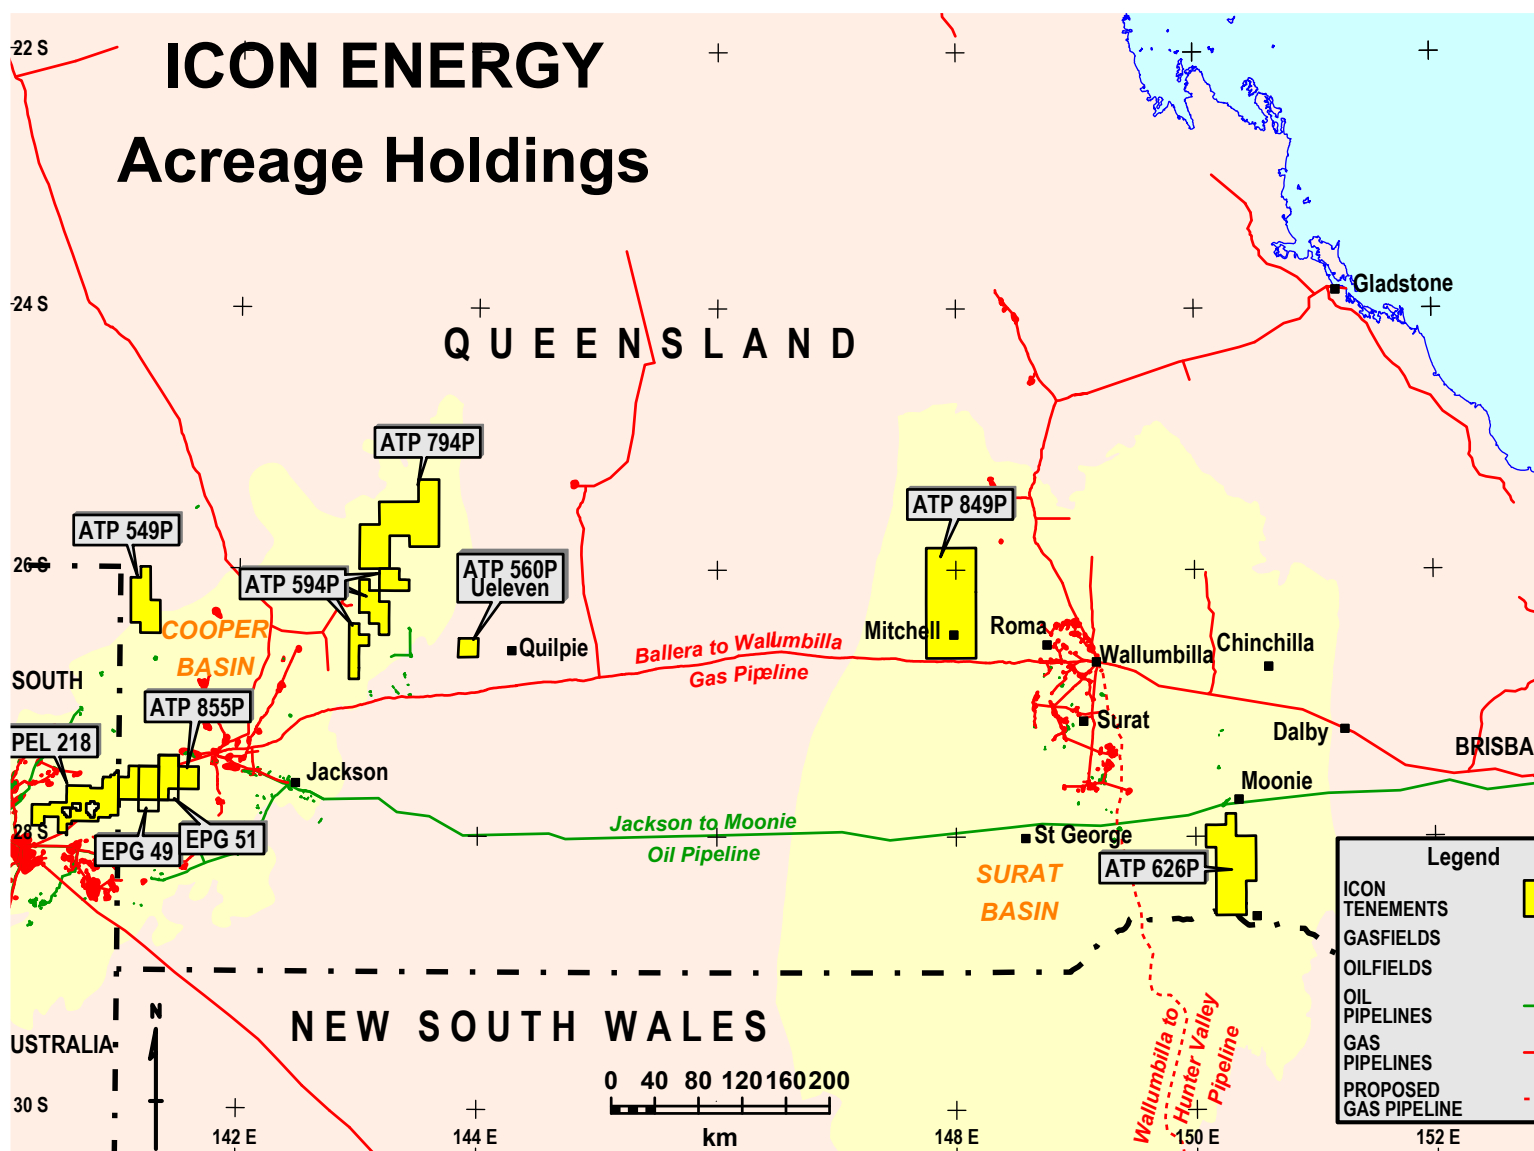 22 S
ICON ENERGY
Acreage Holdings
24 S
Gladstone
QUEENSLAND
ATP 794P
ATP 849P
ATP 549P
26 S
ATP 594P
ATP 560P
Ueleven
COOPER
BASIN
Quilpie
Mitchell
Roma
Wallumbilla
Chinchilla
Ballera to Wallumbilla
Gas Pipeline
SOUTH
ATP 855P
Surat
Dalby
PEL 218
BRISBA
Jackson
Moonie
Jackson to Moonie
Oil Pipeline
28 S
EPG 49
EPG 51
St George
SURAT
BASIN
ATP 626P
Legend
ICON
TENEMENTS
GASFIELDS
OILFIELDS
OIL
PIPELINES
GAS
PIPELINES
PROPOSED
GAS PIPELINE
N
NEW SOUTH WALES
USTRALIA
Wallumbilla to
Hunter Valley
Pipeline
0 40 80 120 160 200
km
30 S
142 E
144 E
148 E
150 E
152 E